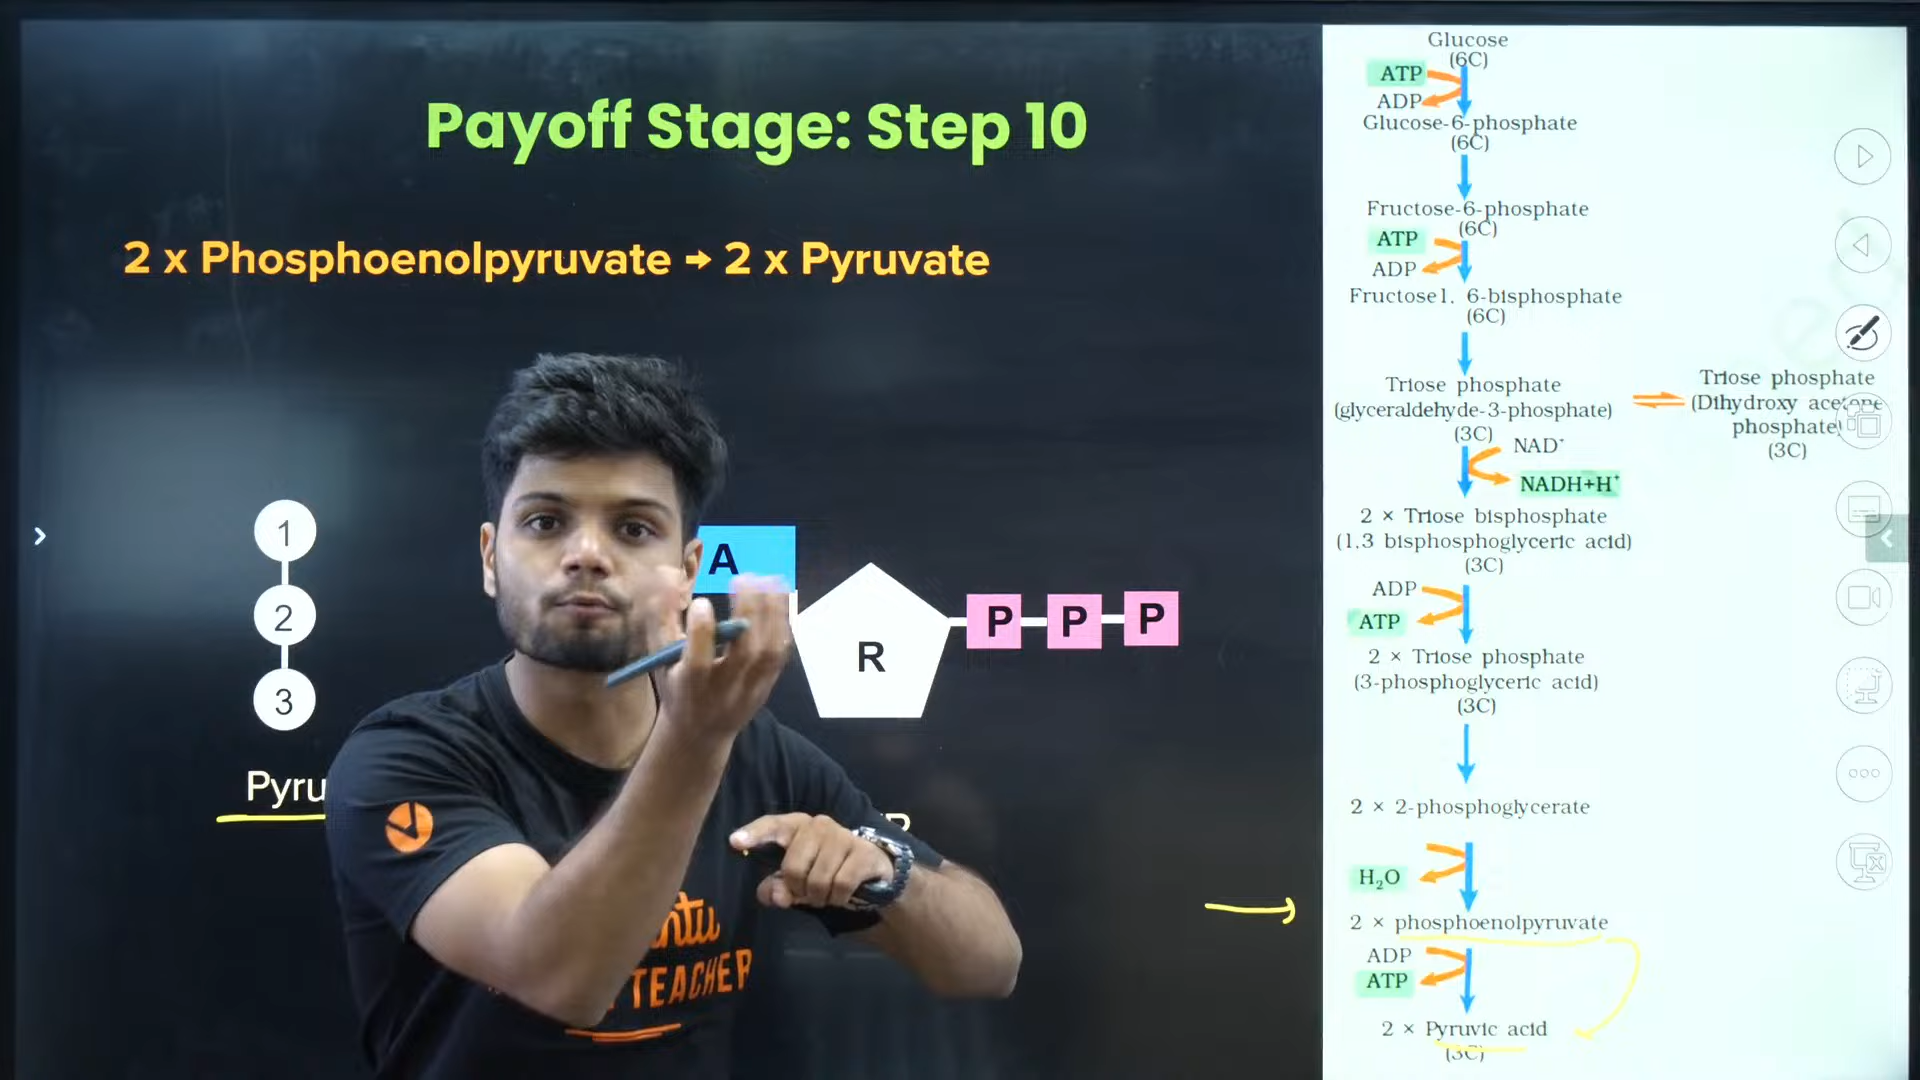 Payoff Stage: Step 10
2 x Phosphoenolpyruvate → 2 x Pyruvate
1
2
3
A
R
P P P
TEACHER
Glucose
(6C)
ATP
ADP
Glucose-6-phosphate
(6C)
Fructose-6-phosphate
(6C)
ATP
ADP
Fructose1, 6-bisphosphate
(6C)
Triose phosphate
(glyceraldehyde-3-phosphate)
(3C)
Triose phosphate
(Dihydroxy acetone
phosphate)
(3C)
NAD⁺
NADH+H⁺
2 × Triose bisphosphate
(1,3 bisphosphoglyceric acid)
(3C)
ADP
ATP
2 × Triose phosphate
(3-phosphoglyceric acid)
(3C)
2 × 2-phosphoglycerate
H₂O
2 × phosphoenolpyruvate
ADP
ATP
2 × Pyruvic acid
(3C)